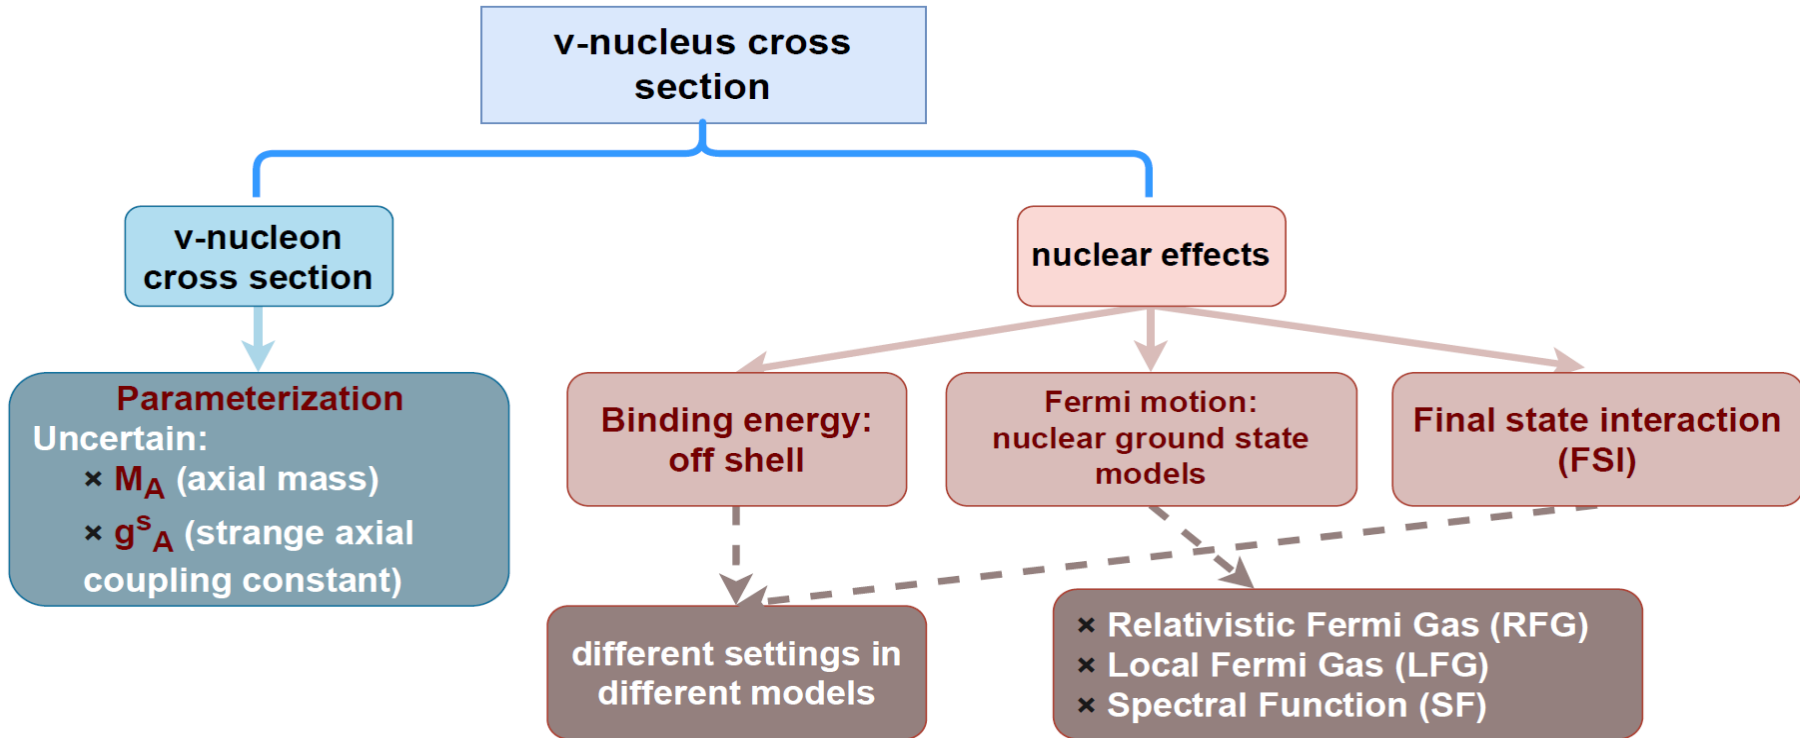 ν-nucleus cross
section
ν-nucleon
cross section
nuclear effects
Parameterization
Uncertain:
× M_A (axial mass)
× g^s_A (strange axial
coupling constant)
Binding energy:
off shell
Fermi motion:
nuclear ground state
models
Final state interaction
(FSI)
different settings in
different models
× Relativistic Fermi Gas (RFG)
× Local Fermi Gas (LFG)
× Spectral Function (SF)